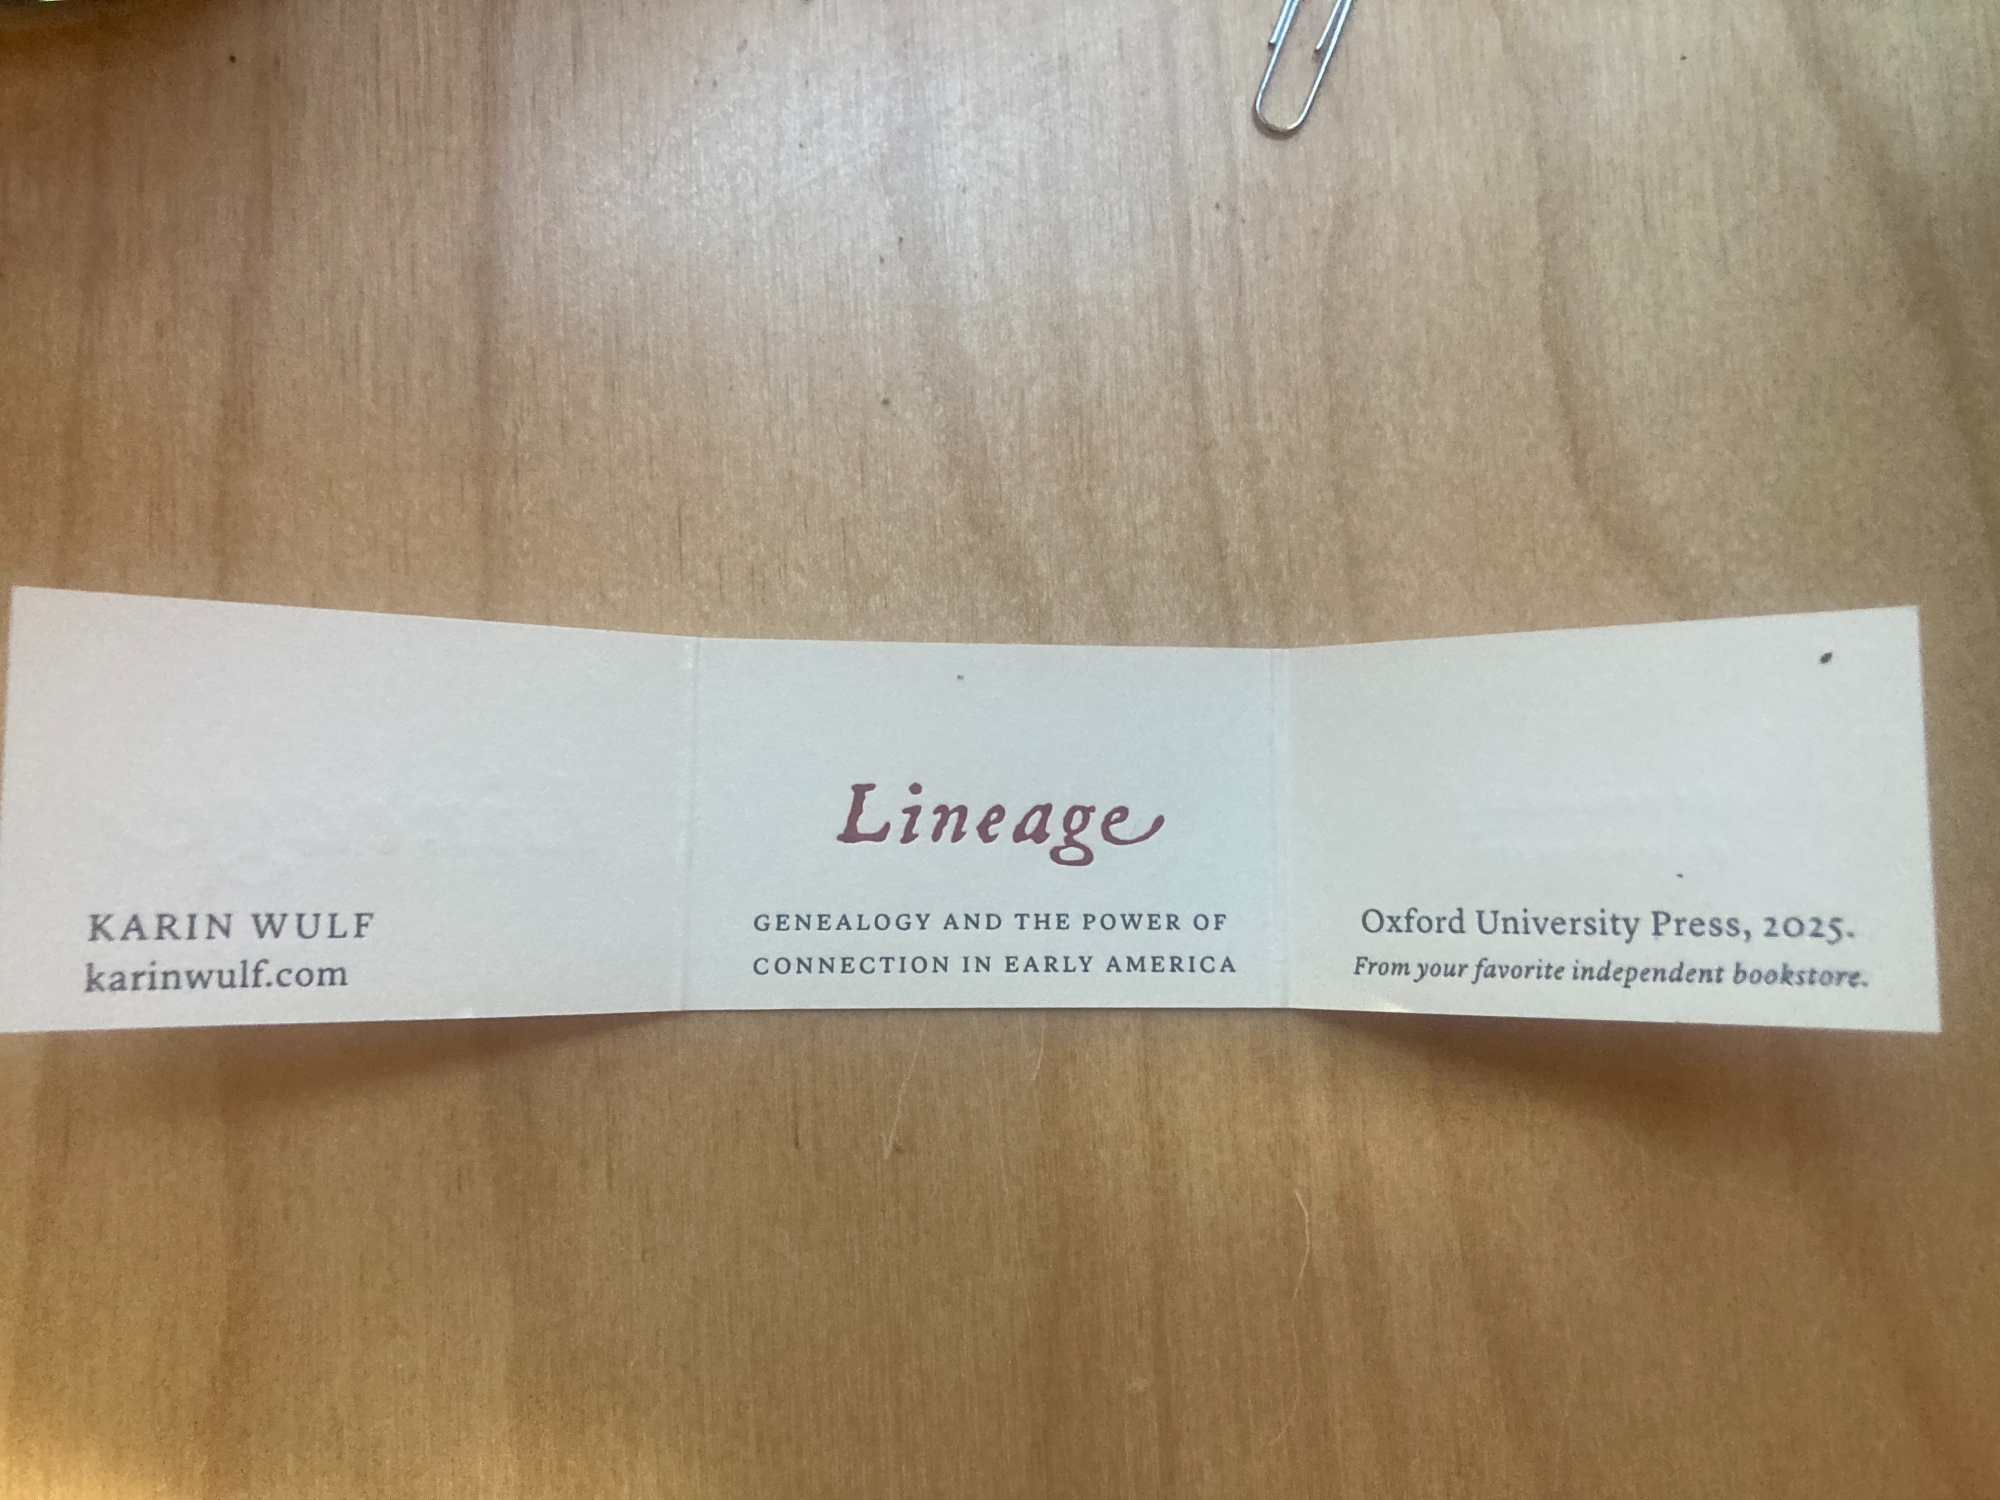 KARIN WULF
karinwulf.com
Lineage
GENEALOGY AND THE POWER OF
CONNECTION IN EARLY AMERICA
Oxford University Press, 2025.
From your favorite independent bookstore.